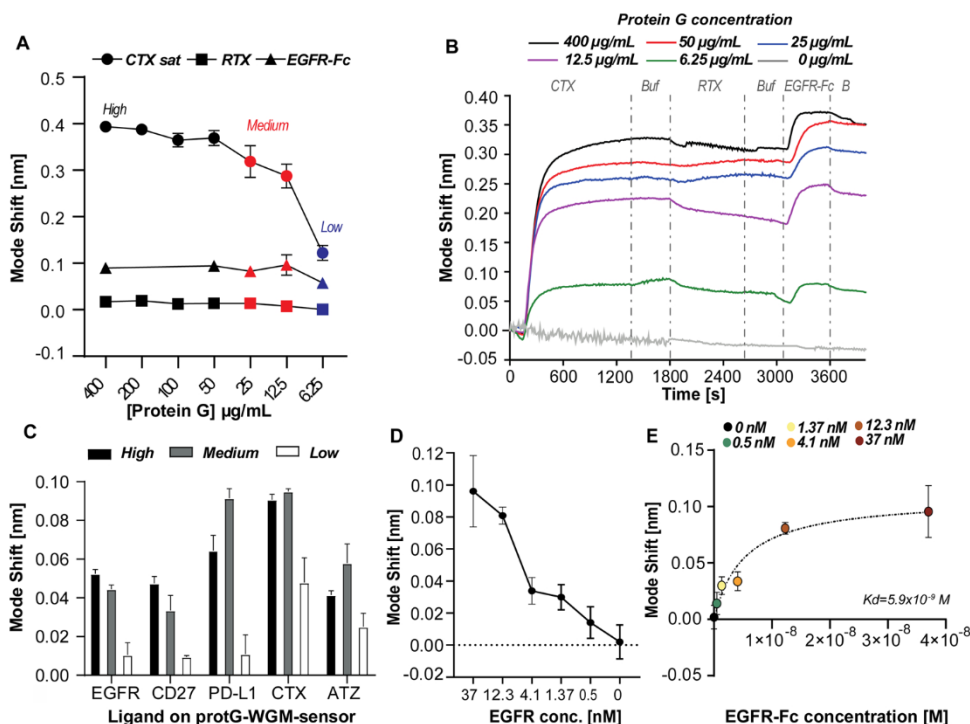 A
CTX sat RTX EGFR-Fc
High
Medium
Low
Mode Shift [nm]
0.5
0.4
0.3
0.2
0.1
0.0
-0.1
400 200 100 50 25 12.5 6.25
[Protein G] µg/mL
Protein G concentration
B
400 µg/mL 50 µg/mL 25 µg/mL
12.5 µg/mL 6.25 µg/mL 0 µg/mL
CTX Buf RTX Buf EGFR-Fc B
Mode Shift [nm]
0.40
0.35
0.30
0.25
0.20
0.15
0.10
0.05
0.00
-0.05
0 600 1200 1800 2400 3000 3600
Time [s]
C
High Medium Low
Mode Shift [nm]
0.10
0.08
0.06
0.04
0.02
0.00
EGFR CD27 PD-L1 CTX ATZ
Ligand on protG-WGM-sensor
D
Mode Shift [nm]
0.12
0.10
0.08
0.06
0.04
0.02
0.00
-0.02
37 12.3 4.1 1.37 0.5 0
EGFR conc. [nM]
E
0 nM 1.37 nM 12.3 nM
0.5 nM 4.1 nM 37 nM
Mode Shift [nm]
0.15
0.10
0.05
0.00
-0.05
Kd=5.9x10⁻⁹ M
1×10⁻⁸ 2×10⁻⁸ 3×10⁻⁸ 4×10⁻⁸
EGFR-Fc concentration [M]